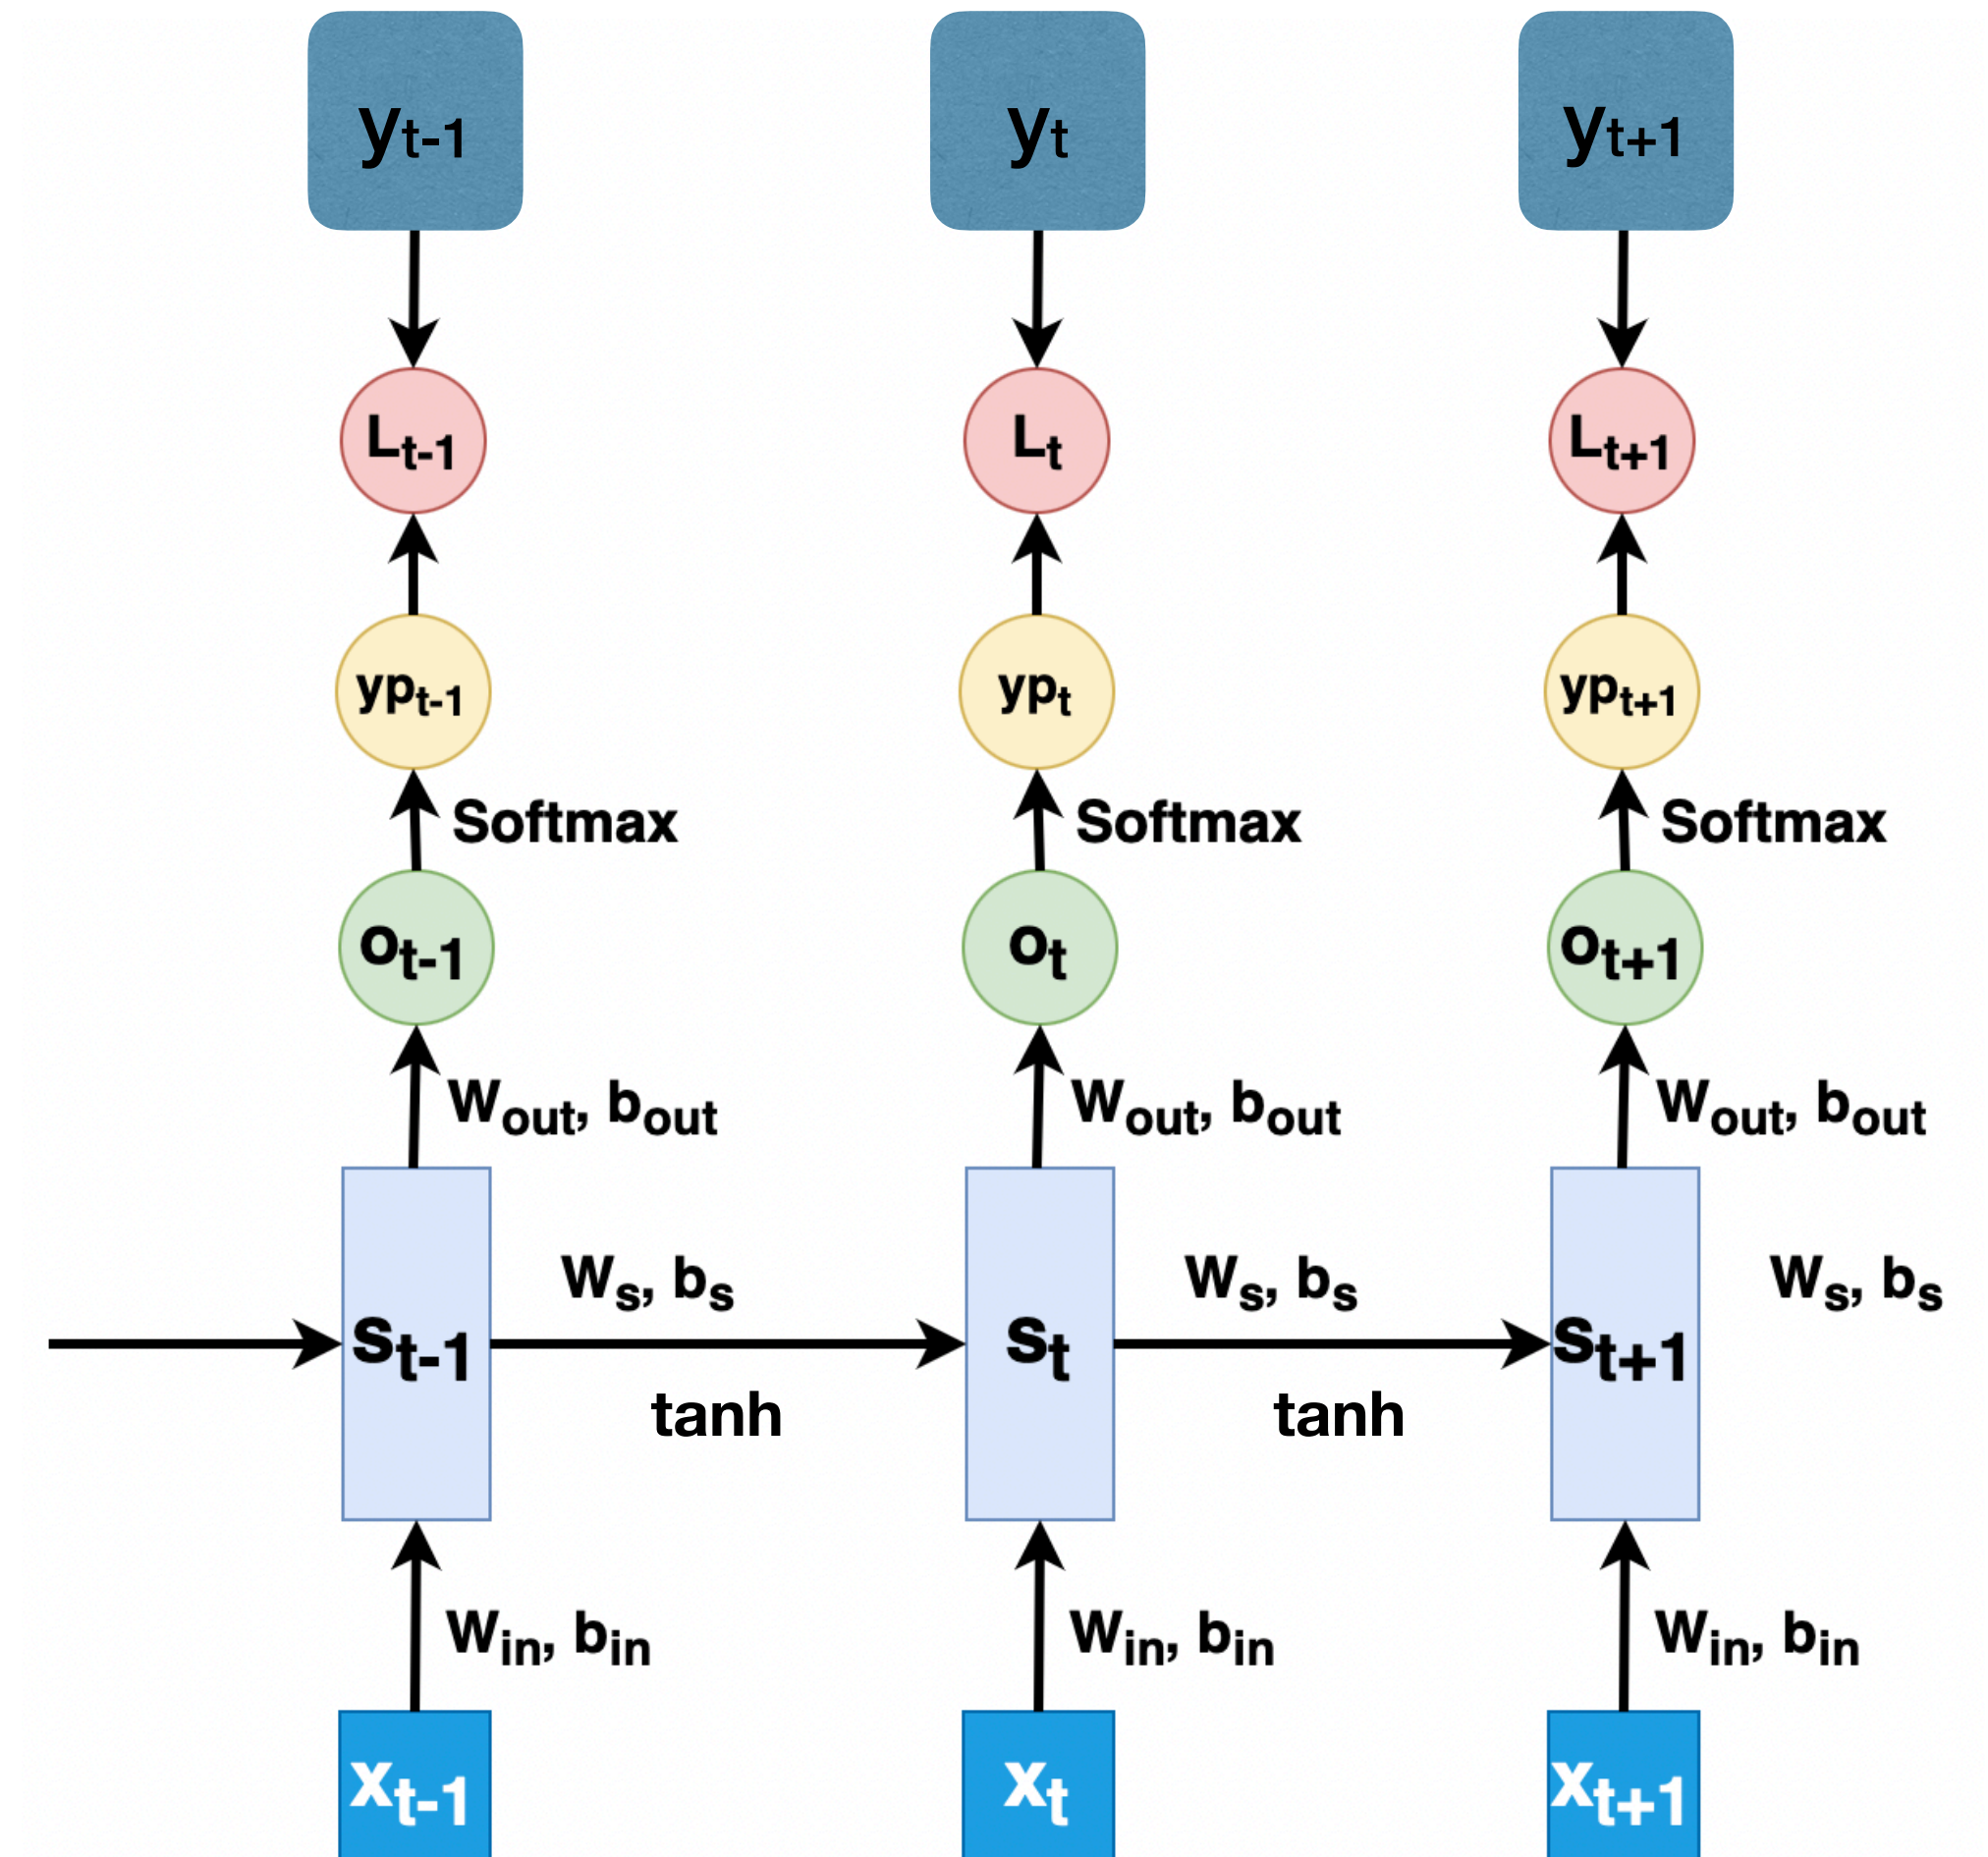 yt-1 yt yt+1
Lt-1 Lt Lt+1
ypt-1 ypt ypt+1
Softmax Softmax Softmax
ot-1 ot ot+1
Wout, bout Wout, bout Wout, bout
Ws, bs Ws, bs Ws, bs
st-1 st st+1
tanh tanh
Win, bin Win, bin Win, bin
xt-1 xt xt+1